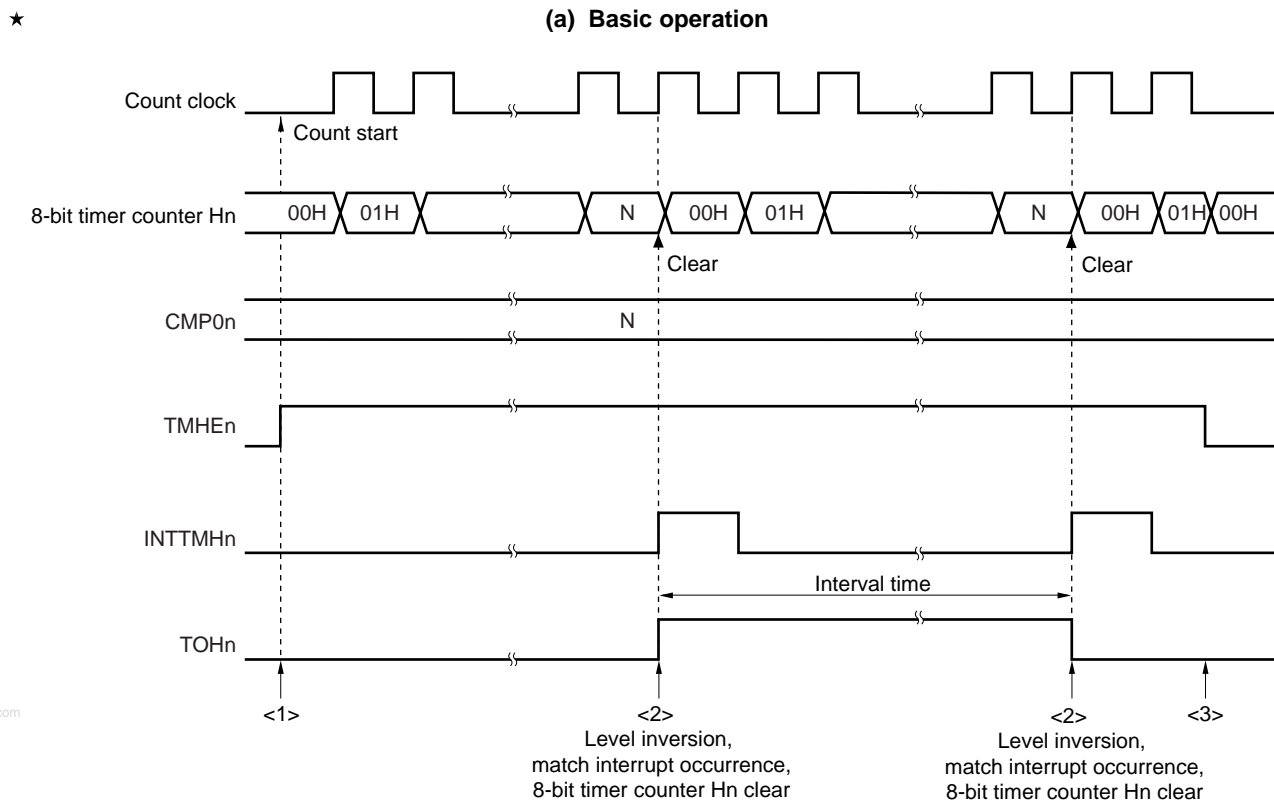 ★
(a) Basic operation
Count clock
Count start
8-bit timer counter Hn
00H 01H N 00H 01H N 00H 01H 00H
Clear Clear
CMP0n
N
TMHEn
INTTMHn
Interval time
TOHn
com
<1> <2> <2> <3>
Level inversion,
match interrupt occurrence,
8-bit timer counter Hn clear
Level inversion,
match interrupt occurrence,
8-bit timer counter Hn clear